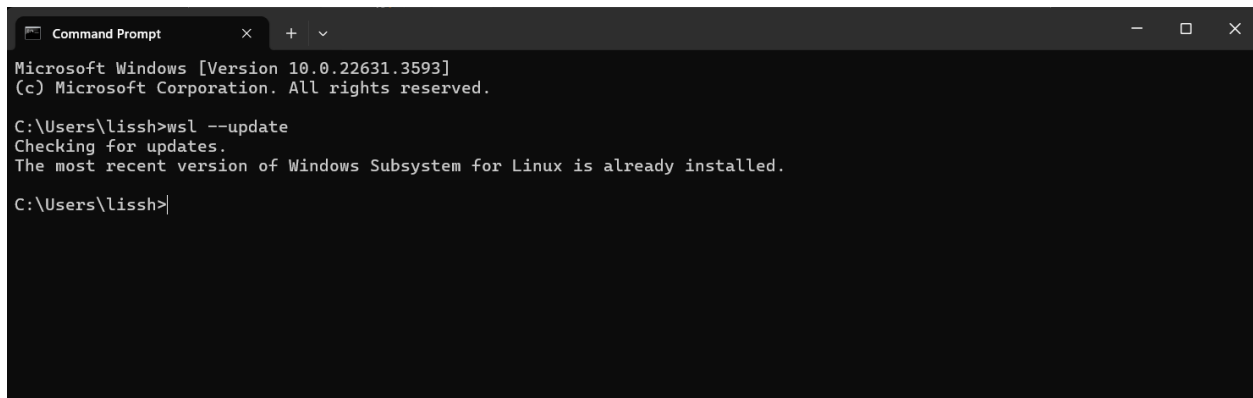 Command Prompt
Microsoft Windows [Version 10.0.22631.3593]
(c) Microsoft Corporation. All rights reserved.
C:\Users\lissh>wsl --update
Checking for updates.
The most recent version of Windows Subsystem for Linux is already installed.
C:\Users\lissh>